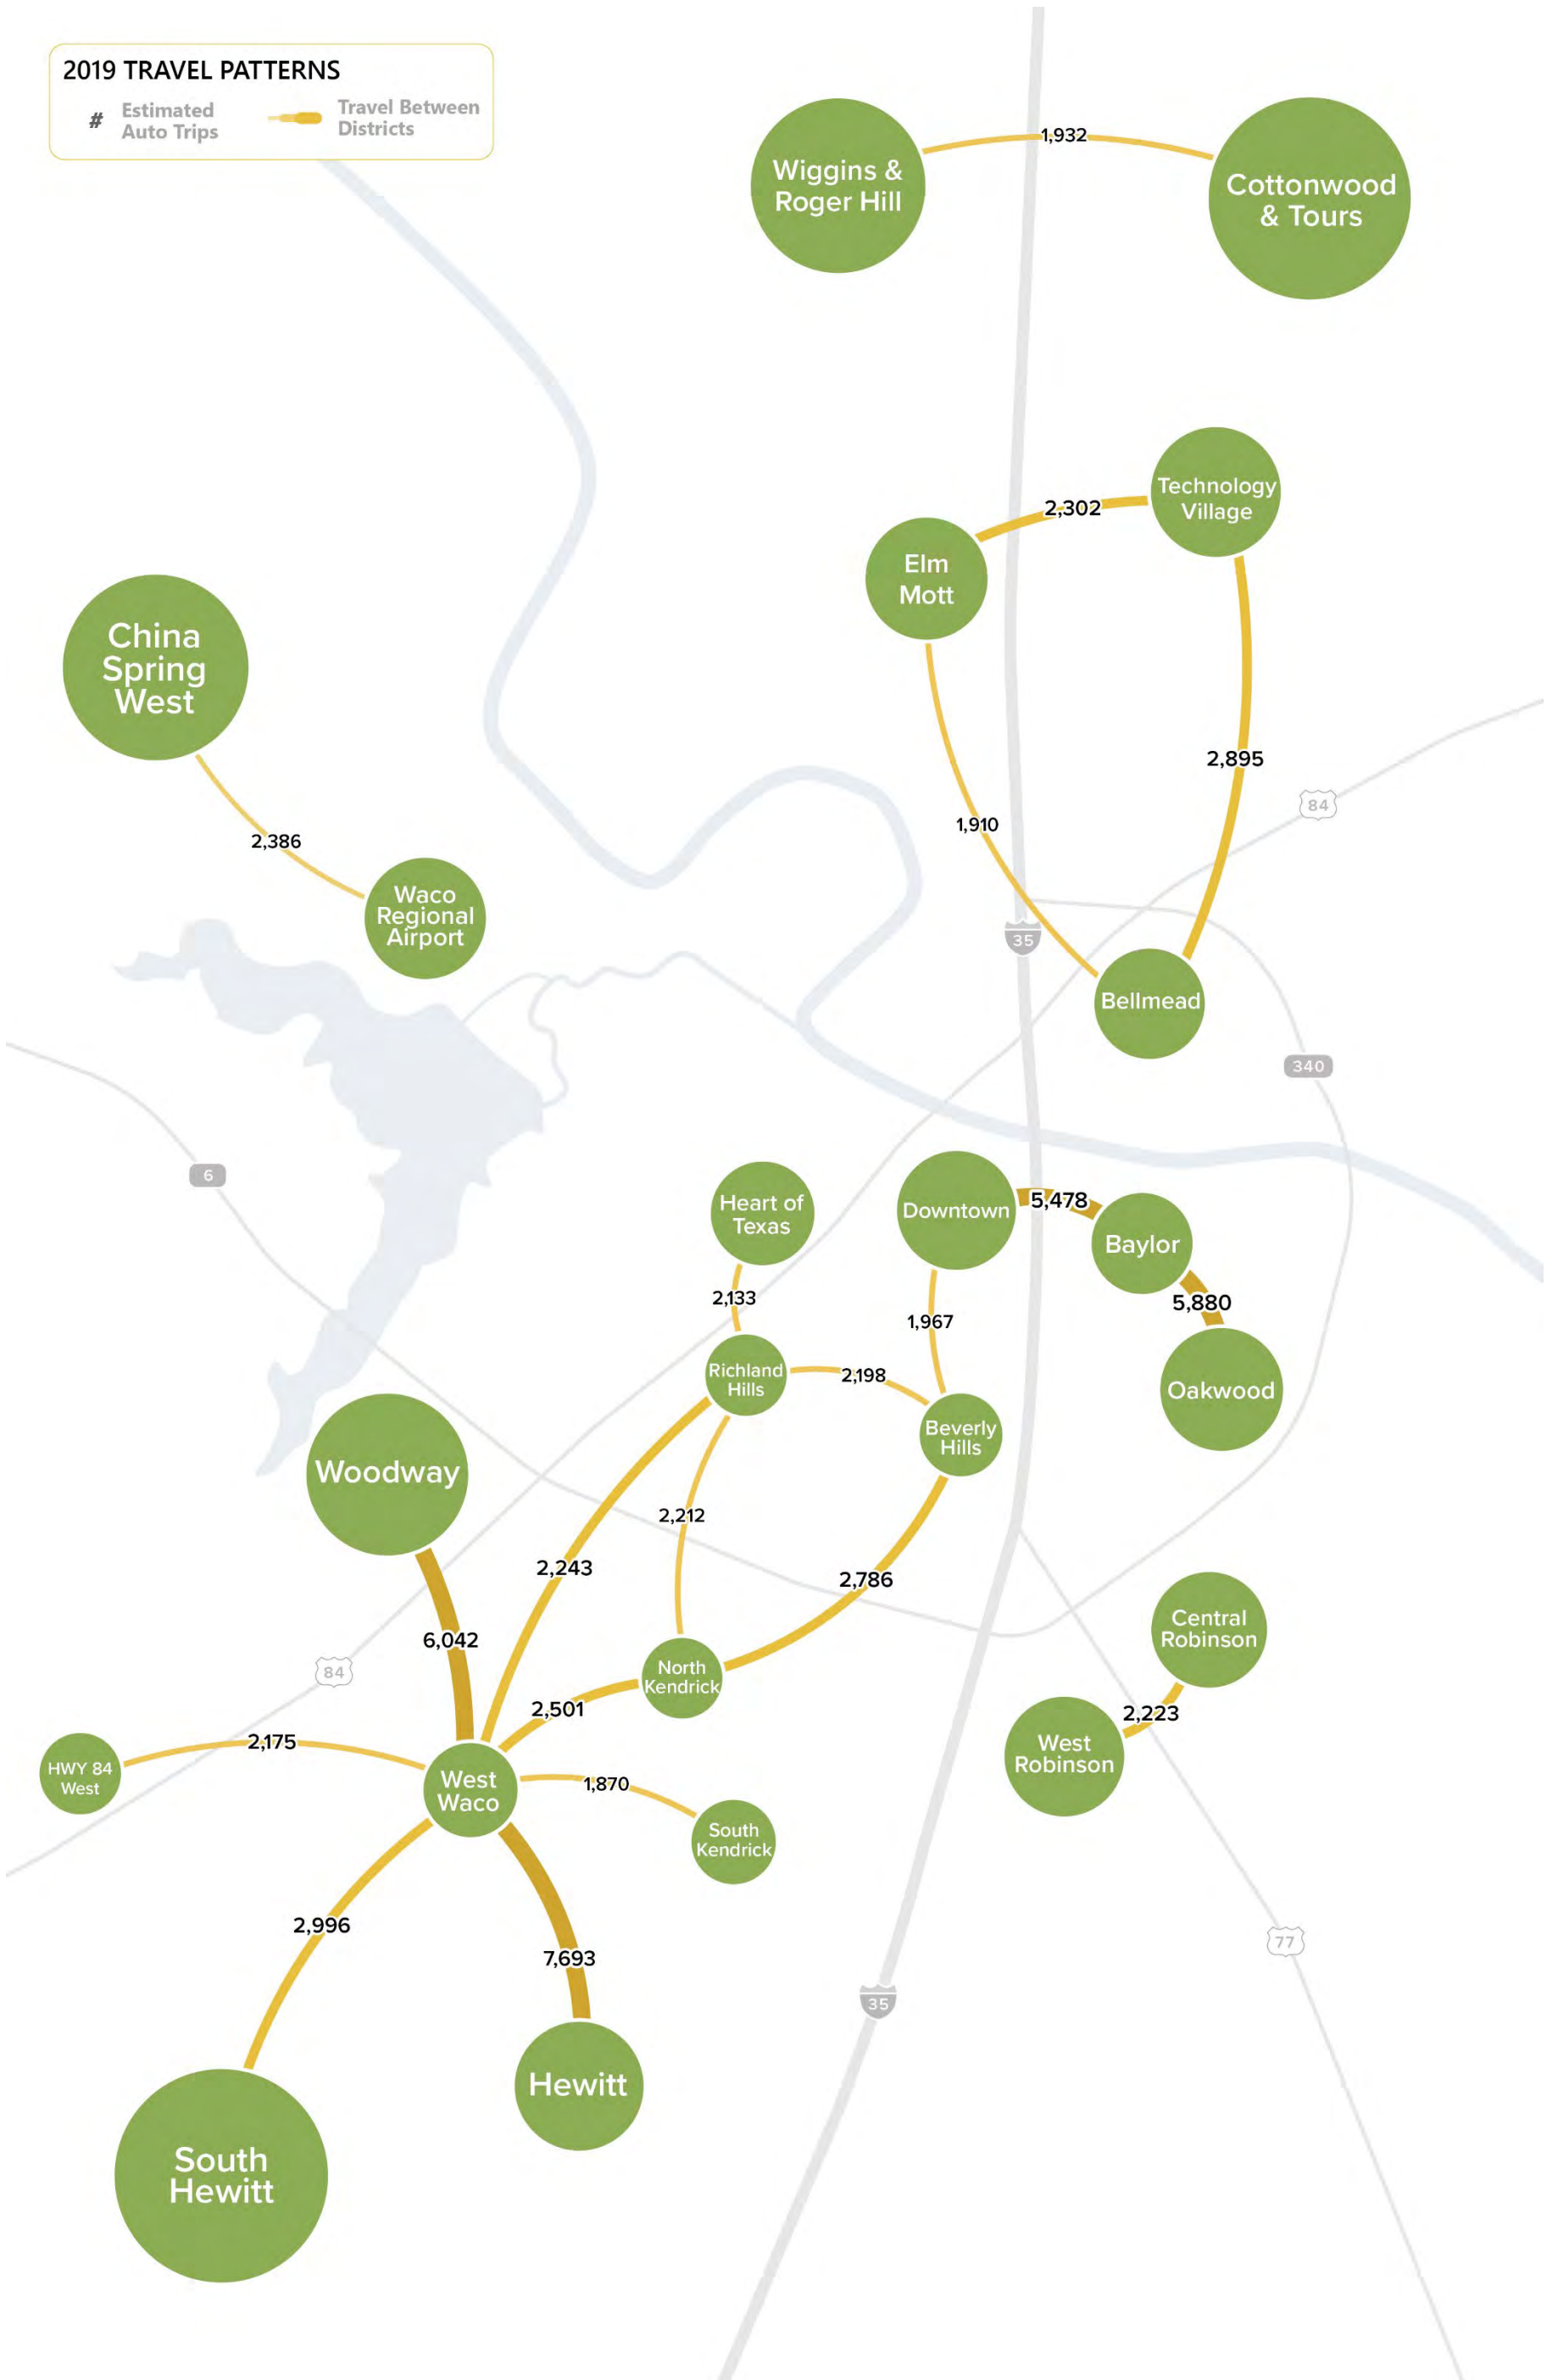 2019 TRAVEL PATTERNS
#
Estimated
Auto Trips
Travel Between
Districts
Wiggins &
Roger Hill
1,932
Cottonwood
& Tours
Technology
Village
2,302
Elm
Mott
China
Spring
West
2,895
84
1,910
2,386
Waco
Regional
Airport
35
Bellmead
340
6
Heart of
Texas
Downtown
5,478
Baylor
2,133
5,880
1,967
Richland
Hills
2,198
Oakwood
Beverly
Hills
Woodway
2,212
2,243
2,786
Central
Robinson
6,042
84
North
Kendrick
2,501
2,223
West
Robinson
2,175
HWY 84
West
West
Waco
1,870
South
Kendrick
2,996
7,693
77
35
Hewitt
South
Hewitt